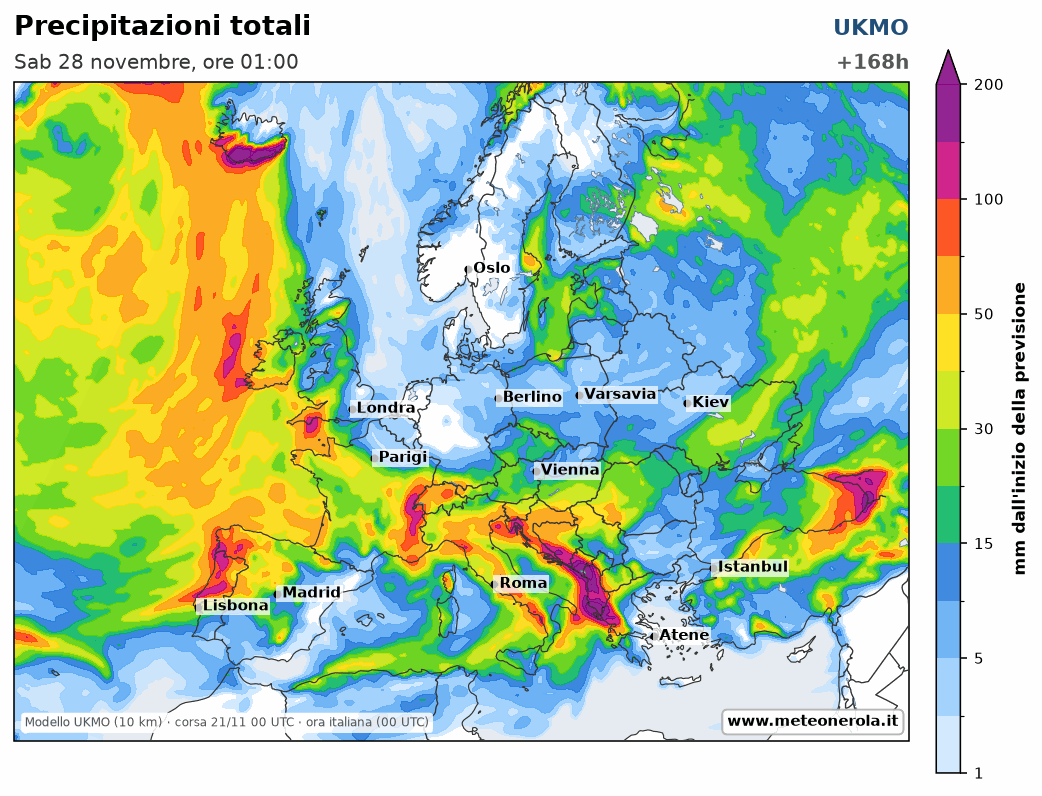 Precipitazioni totali
UKMO
Sab 28 novembre, ore 01:00
+168h
200
100
50
30
15
5
1
mm dall'inizio della previsione
Oslo
Londra
Berlino
Varsavia
Kiev
Parigi
Vienna
Istanbul
Roma
Madrid
Lisbona
Atene
Modello UKMO (10 km) · corsa 21/11 00 UTC · ora italiana (00 UTC)
www.meteonerola.it